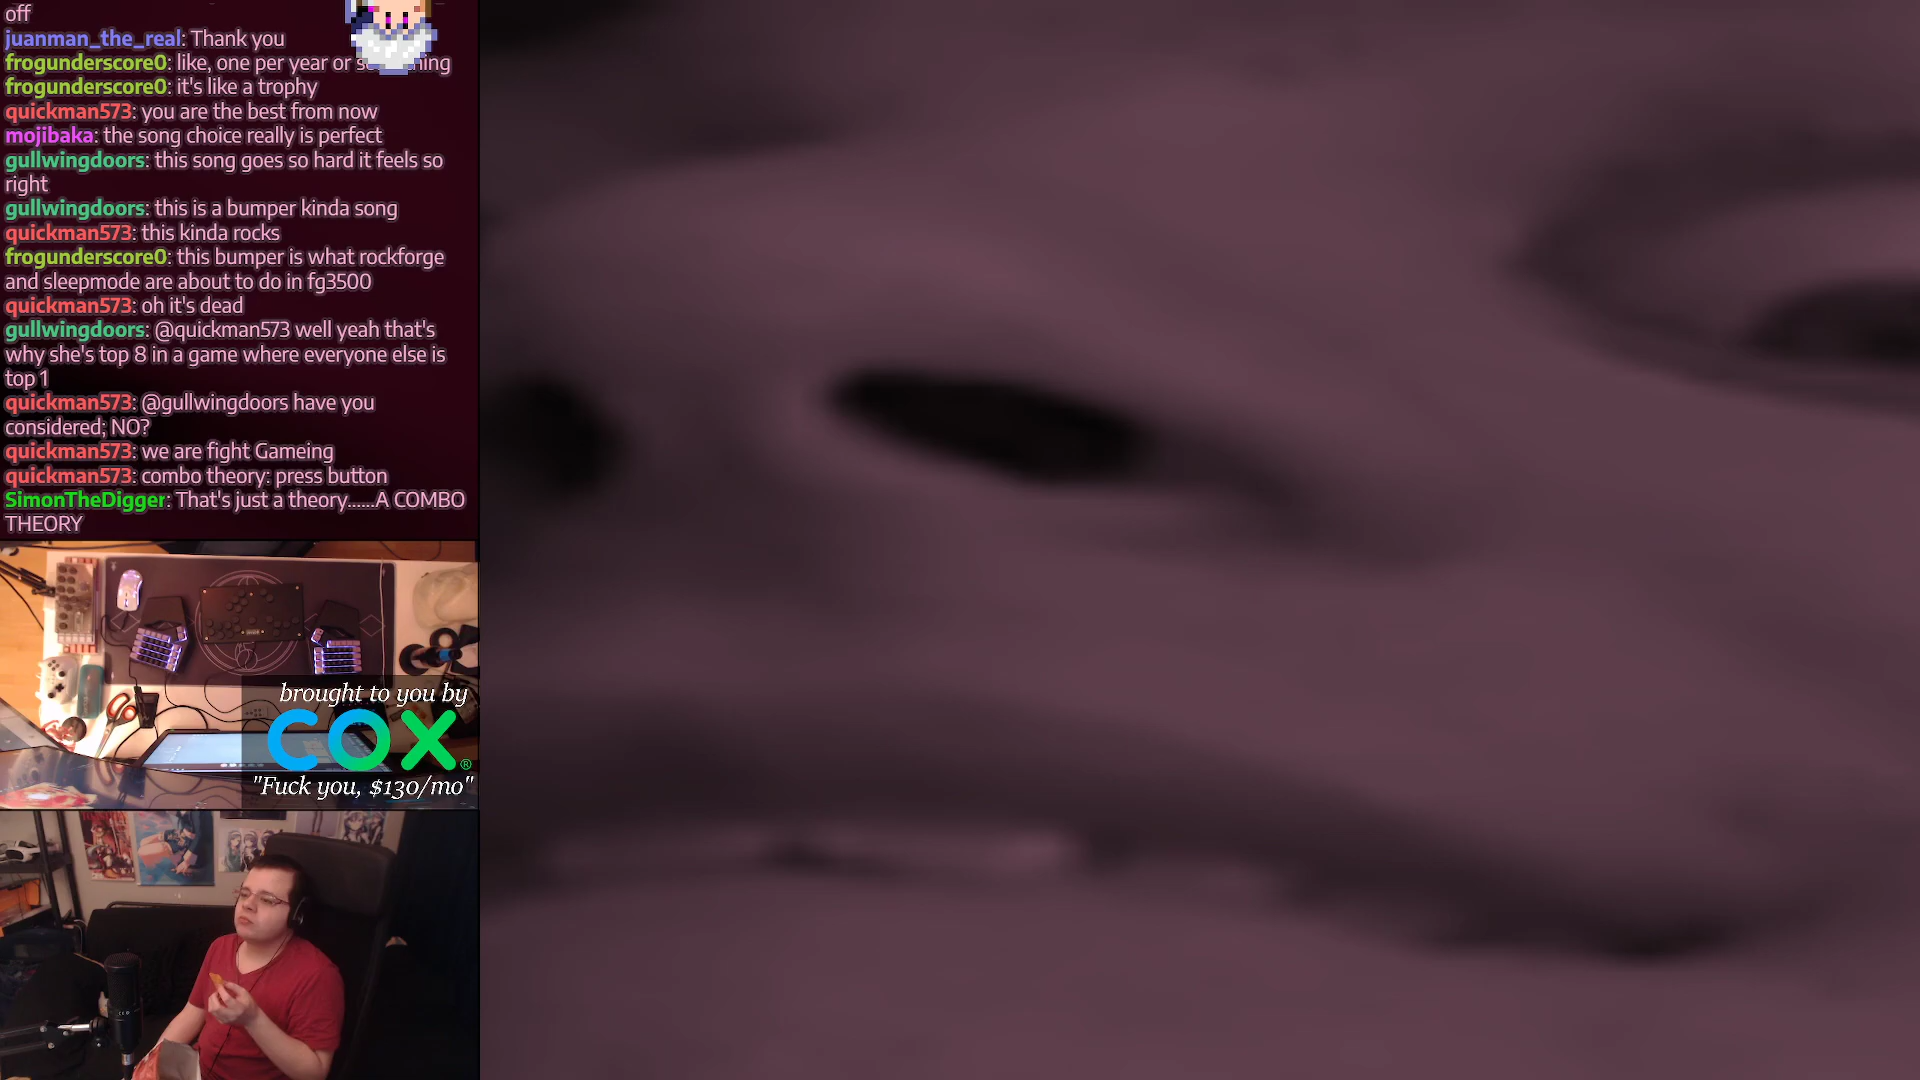 off
juanman_the_real: Thank you
frogunderscore0: like, one per year or something
frogunderscore0: it's like a trophy
quickman573: you are the best from now
mojibaka: the song choice really is perfect
gullwingdoors: this song goes so hard it feels so
right
gullwingdoors: this is a bumper kinda song
quickman573: this kinda rocks
frogunderscore0: this bumper is what rockforge
and sleepmode are about to do in fg3500
quickman573: oh it's dead
gullwingdoors: @quickman573 well yeah that's
why she's top 8 in a game where everyone else is
top 1
quickman573: @gullwingdoors have you
considered; NO?
quickman573: we are fight Gameing
quickman573: combo theory: press button
SimonTheDigger: That's just a theory......A COMBO
THEORY
brought to you by
COX®
"Fuck you, $130/mo"